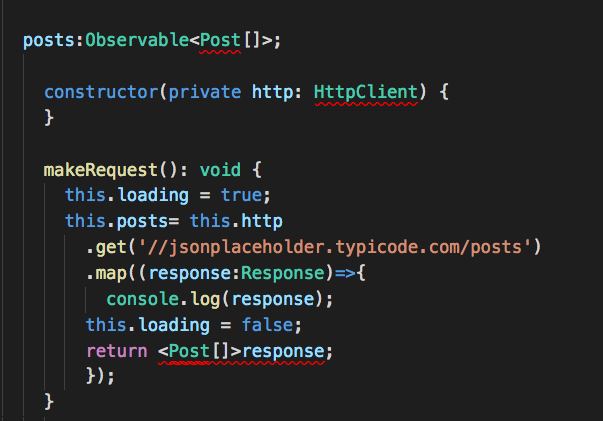 posts:Observable<Post[]>;
constructor(private http: HttpClient) {
}
makeRequest(): void {
this.loading = true;
this.posts= this.http
.get('//jsonplaceholder.typicode.com/posts')
.map((response:Response)=>{
console.log(response);
this.loading = false;
return <Post[]>response;
});
}